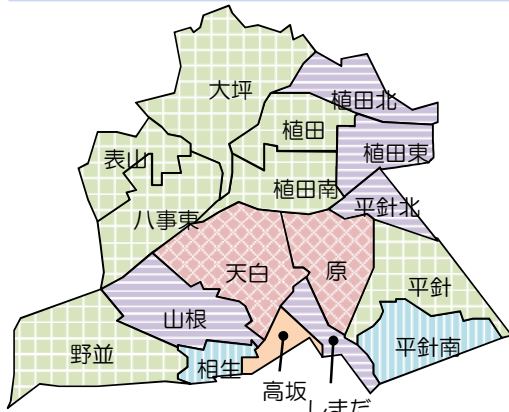 大坪
植田北
植田
植田東
表山
植田南
平針北
八事東
天白
原
平針
山根
野並
相生
平針南
高坂
しまだ